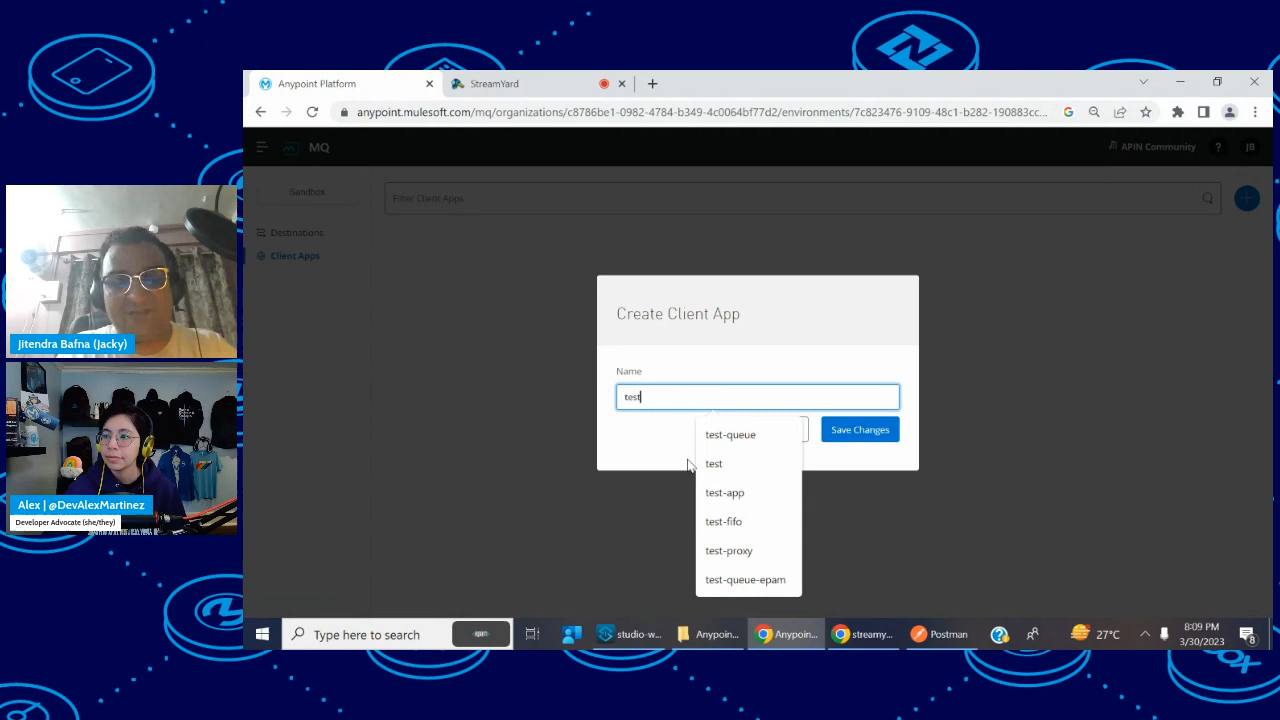 Anypoint Platform
StreamYard
anypoint.mulesoft.com/mq/organizations/c8786be1-0982-4784-b349-4c0064bf77d2/environments/7c823476-9109-48c1-b282-190883cc...
MQ
APIN Community
?
JB
Sandbox
Filter Client Apps
Destinations
Client Apps
Create Client App
Name
test
Save Changes
test-queue
test
test-app
test-fifo
test-proxy
test-queue-epam
Jitendra Bafna (Jacky)
Alex | @DevAlexMartinez
Developer Advocate (she/they)
Type here to search
studio-w...
Anypoin...
Anypoin...
streamy...
Postman
27°C
8:09 PM
3/30/2023
8